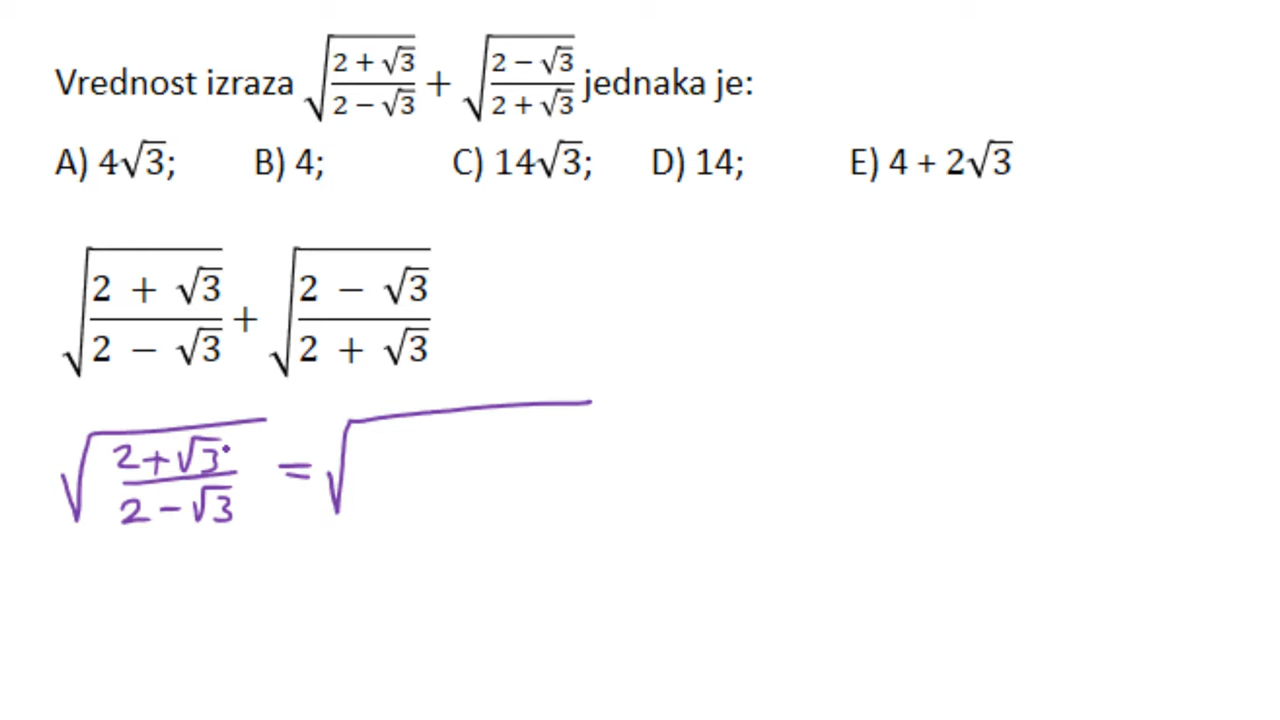 Vrednost izraza √((2 + √3)/(2 − √3)) + √((2 − √3)/(2 + √3)) jednaka je:
A) 4√3; B) 4; C) 14√3; D) 14; E) 4 + 2√3
√((2 + √3)/(2 − √3)) + √((2 − √3)/(2 + √3))
√((2+√3)/(2−√3)) = √